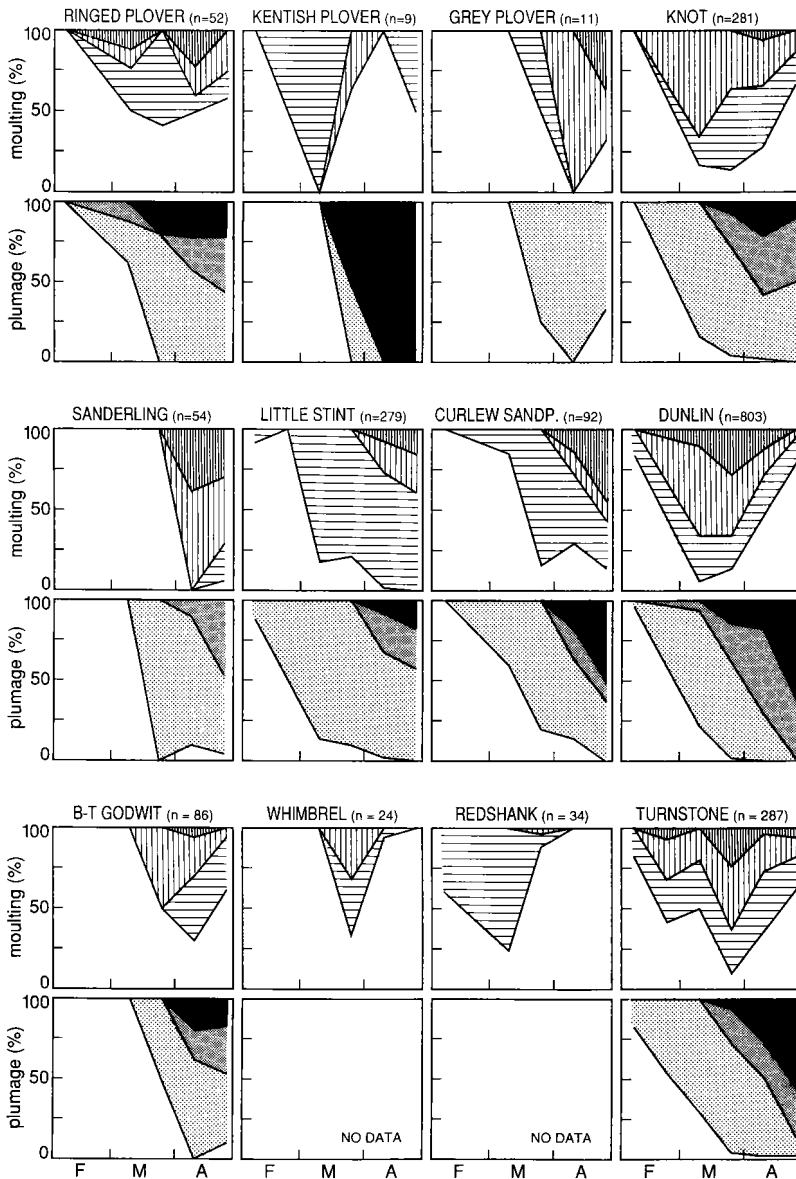 RINGED PLOVER (n=52) KENTISH PLOVER (n=9) GREY PLOVER (n=11) KNOT (n=281)
100
moulting (%)
50
0
100
plumage (%)
50
0
SANDERLING (n=54) LITTLE STINT (n=279) CURLEW SANDP. (n=92) DUNLIN (n=803)
100
moulting (%)
50
0
100
plumage (%)
50
0
B-T GODWIT (n = 86) WHIMBREL (n = 24) REDSHANK (n = 34) TURNSTONE (n = 287)
100
moulting (%)
50
0
100
plumage (%)
50
0
NO DATA NO DATA
F M A F M A F M A F M A